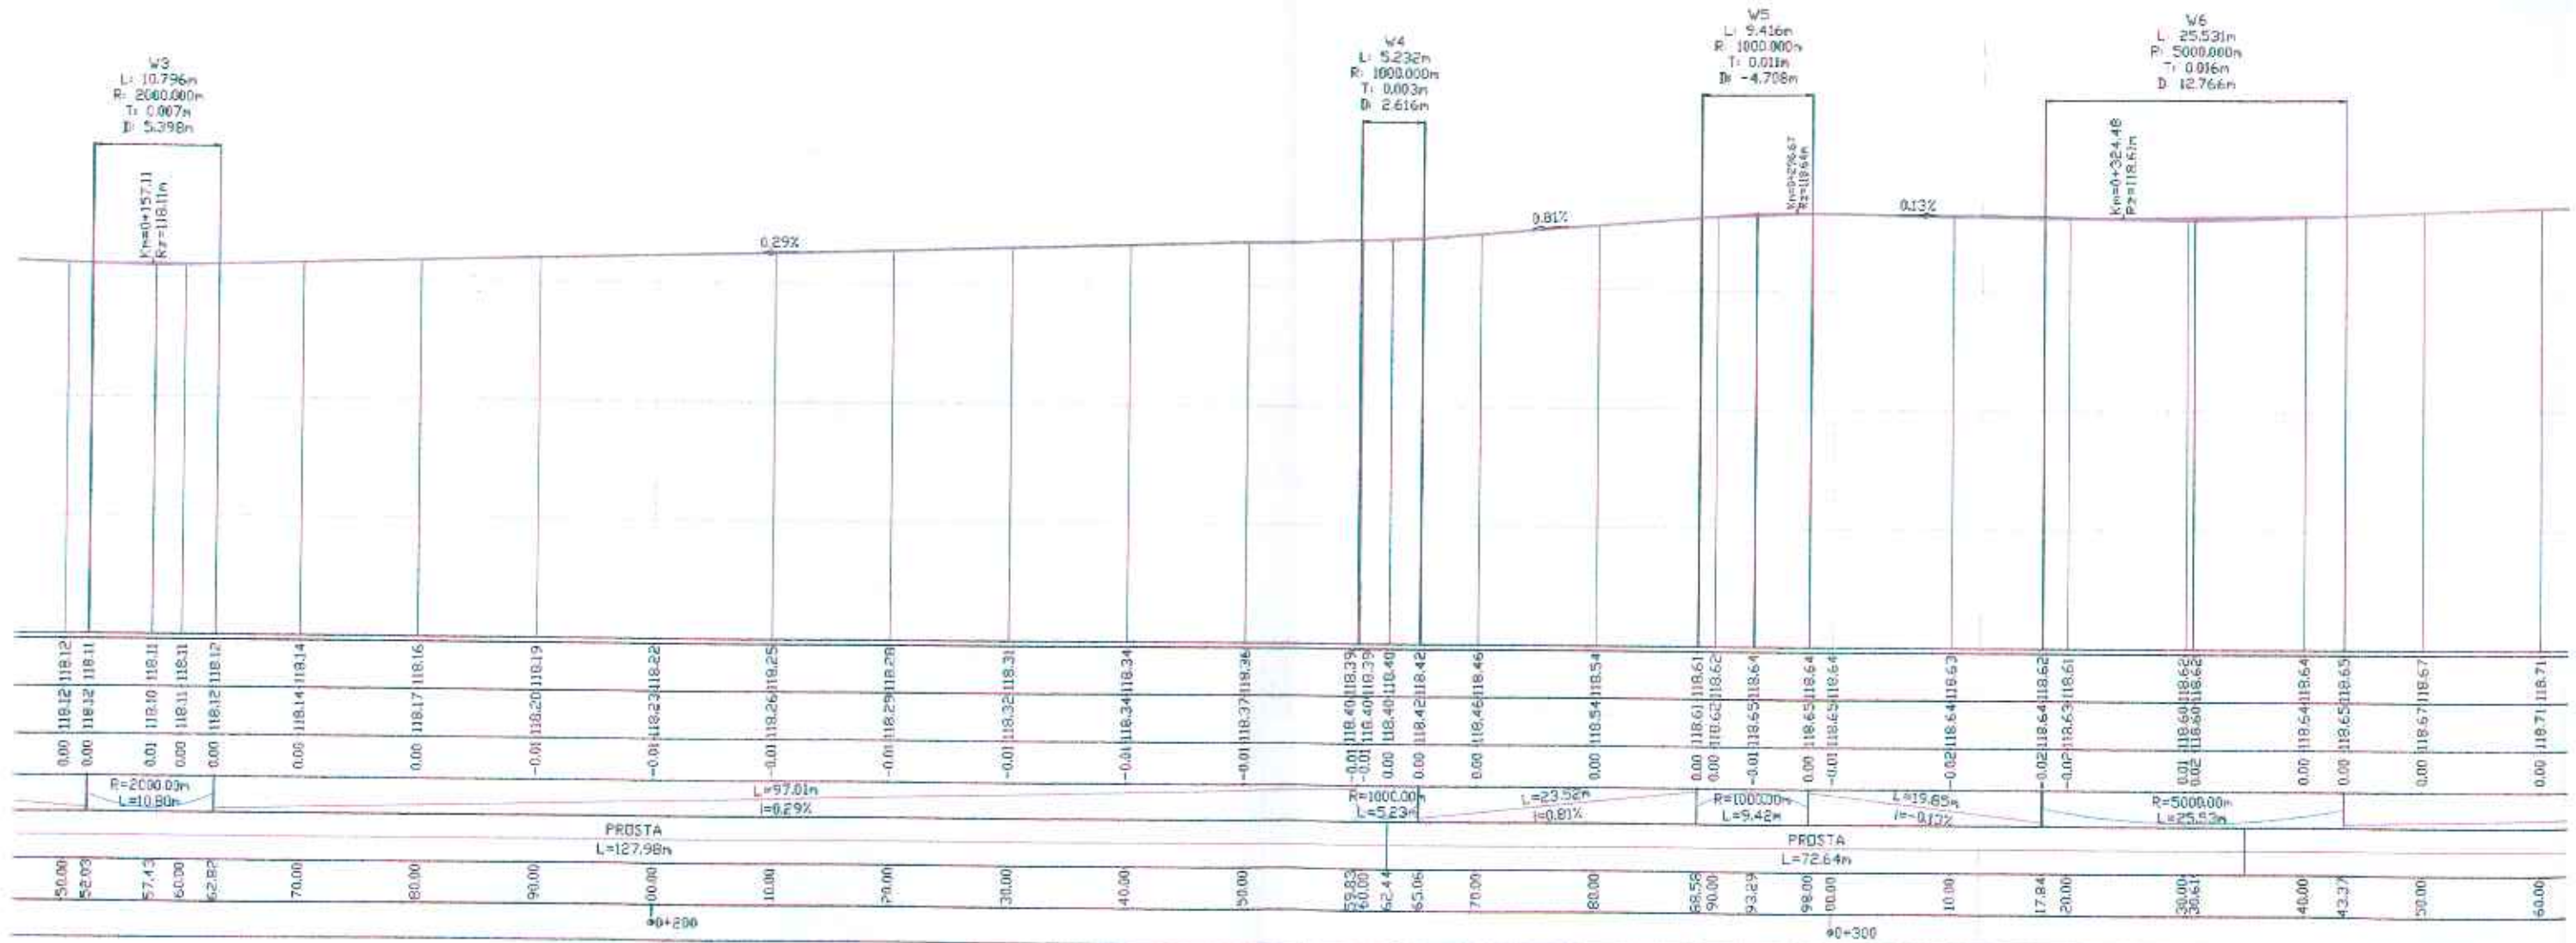 W3
L: 10.796m
R: 2000.000m
T: 0.007m
D: 5.398m
W4
L: 5.232m
R: 1000.000m
T: 0.003m
D: 2.616m
W5
L: 9.416m
R: 1000.000m
T: 0.011m
D: -4.708m
W6
L: 25.531m
R: 5000.000m
T: 0.016m
D: 12.766m
Km=0+157.11
Rz=118.11m
Km=0+296.67
Rz=118.64m
Km=0+324.48
Rz=118.61m
0.29% 0.81% 0.13%
118.12 118.11 118.11 118.11 118.12 118.14 118.16 118.19 118.22 118.25 118.28 118.31 118.34 118.36 118.39 118.39 118.40 118.42 118.46 118.54 118.61 118.62 118.64 118.64 118.64 118.63 118.62 118.61 118.62 118.62 118.64 118.65 118.67 118.71
118.12 118.12 118.10 118.11 118.12 118.14 118.17 118.20 118.23 118.26 118.29 118.32 118.34 118.37 118.40 118.40 118.40 118.42 118.46 118.54 118.61 118.62 118.65 118.65 118.65 118.64 118.64 118.63 118.60 118.60 118.64 118.65 118.67 118.71
0.00 0.00 0.01 0.00 0.00 0.00 0.00 -0.01 -0.01 -0.01 -0.01 -0.01 -0.01 -0.01 -0.01 -0.01 0.00 0.00 0.00 0.00 0.00 0.00 -0.01 0.00 -0.01 -0.02 -0.02 -0.02 0.01 0.02 0.00 0.00 0.00 0.00
R=2000.00m L=97.01m R=1000.00m L=23.52m R=1000.00m L=19.85m R=5000.00m
L=10.80m i=0.29% L=5.23m i=0.81% L=9.42m i=-0.13% L=25.53m
PROSTA PROSTA
L=127.98m L=72.64m
50.00 52.03 57.43 60.00 62.82 70.00 80.00 90.00 00.00 10.00 20.00 30.00 40.00 50.00 59.83 60.00 62.44 65.06 70.00 80.00 88.58 90.00 93.29 98.00 00.00 10.00 17.84 20.00 30.00 30.61 40.00 43.37 50.00 60.00
0+200 0+300